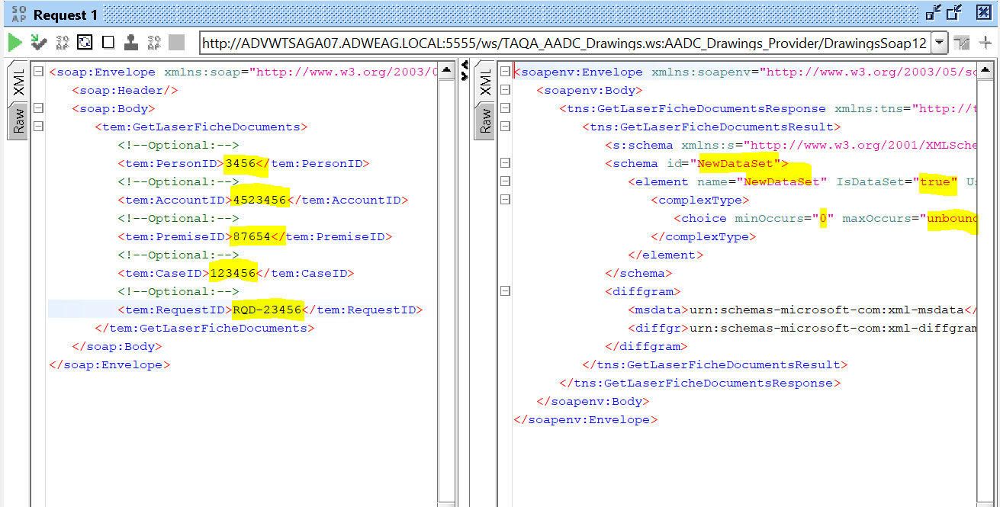 SO AP Request 1
http://ADVWTSAGA07.ADWEAG.LOCAL:5555/ws/TAQA_AADC_Drawings.ws:AADC_Drawings_Provider/DrawingsSoap12
XML
Raw
<soap:Envelope xmlns:soap="http://www.w3.org/2003/0
<soap:Header/>
<soap:Body>
<tem:GetLaserFicheDocuments>
<!--Optional:-->
<tem:PersonID>3456</tem:PersonID>
<!--Optional:-->
<tem:AccountID>4523456</tem:AccountID>
<!--Optional:-->
<tem:PremiseID>87654</tem:PremiseID>
<!--Optional:-->
<tem:CaseID>123456</tem:CaseID>
<!--Optional:-->
<tem:RequestID>RQD-23456</tem:RequestID>
</tem:GetLaserFicheDocuments>
</soap:Body>
</soap:Envelope>
XML
Raw
<soapenv:Envelope xmlns:soapenv="http://www.w3.org/2003/05/so
<soapenv:Body>
<tns:GetLaserFicheDocumentsResponse xmlns:tns="http://t
<tns:GetLaserFicheDocumentsResult>
<s:schema xmlns:s="http://www.w3.org/2001/XMLSche
<schema id="NewDataSet">
<element name="NewDataSet" IsDataSet="true" U
<complexType>
<choice minOccurs="0" maxOccurs="unbound
</complexType>
</element>
</schema>
<diffgram>
<msdata>urn:schemas-microsoft-com:xml-msdata</
<diffgr>urn:schemas-microsoft-com:xml-diffgram
</diffgram>
</tns:GetLaserFicheDocumentsResult>
</tns:GetLaserFicheDocumentsResponse>
</soapenv:Body>
</soapenv:Envelope>